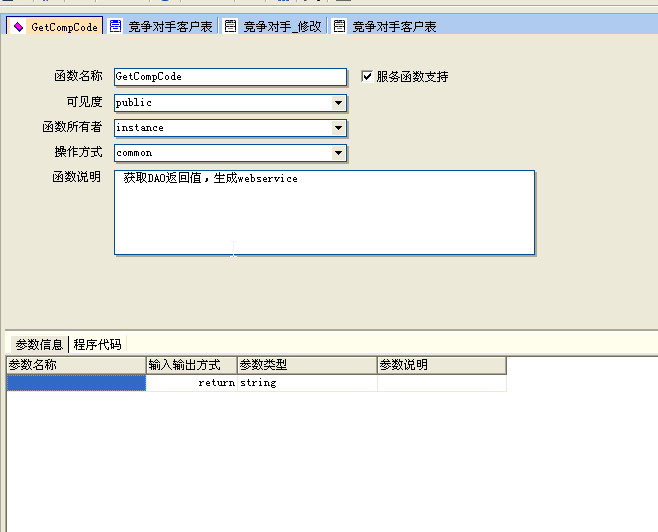 GetCompCode 竞争对手客户表 竞争对手_修改 竞争对手客户表
函数名称 GetCompCode 服务函数支持
可见度 public
函数所有者 instance
操作方式 common
函数说明 获取DAO返回值，生成webservice
参数信息 程序代码
参数名称 输入输出方式 参数类型 参数说明
return string